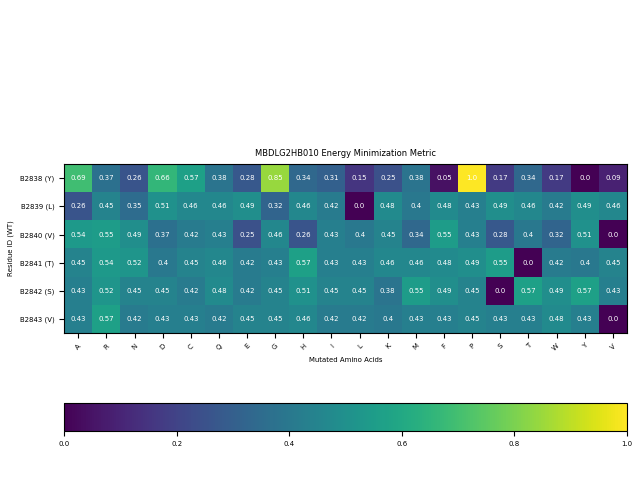 MBDLG2HB010 Energy Minimization Metric
B2838 (Y) 0.69 0.37 0.26 0.66 0.57 0.38 0.28 0.85 0.34 0.31 0.15 0.25 0.38 0.05 1.0 0.17 0.34 0.17 0.0 0.09
B2839 (L) 0.26 0.45 0.35 0.51 0.46 0.46 0.49 0.32 0.46 0.42 0.0 0.48 0.4 0.48 0.43 0.49 0.46 0.42 0.49 0.46
B2840 (V) 0.54 0.55 0.49 0.37 0.42 0.43 0.25 0.46 0.26 0.43 0.4 0.45 0.34 0.55 0.43 0.28 0.4 0.32 0.51 0.0
Residue ID (WT)
B2841 (T) 0.45 0.54 0.52 0.4 0.45 0.46 0.42 0.43 0.57 0.43 0.43 0.46 0.46 0.48 0.49 0.55 0.0 0.42 0.4 0.45
B2842 (S) 0.43 0.52 0.45 0.45 0.42 0.48 0.42 0.45 0.51 0.45 0.45 0.38 0.55 0.49 0.45 0.0 0.57 0.49 0.57 0.43
B2843 (V) 0.43 0.57 0.42 0.43 0.43 0.42 0.45 0.45 0.46 0.42 0.42 0.4 0.43 0.43 0.45 0.43 0.43 0.48 0.43 0.0
A R N D C Q E G H I L K M F P S T W Y V
Mutated Amino Acids
0.0 0.2 0.4 0.6 0.8 1.0